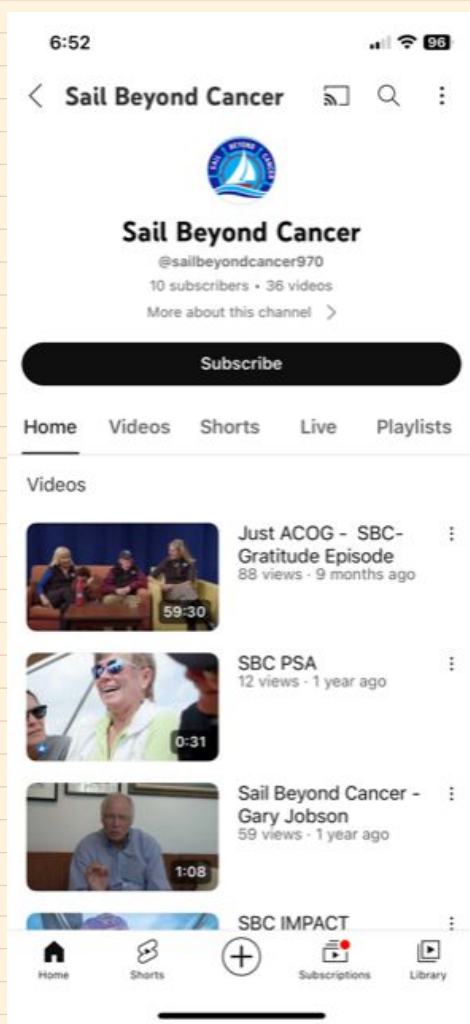 6:52
96
Sail Beyond Cancer
SAIL BEYOND CANCER
Sail Beyond Cancer
@sailbeyondcancer970
10 subscribers • 36 videos
More about this channel
Subscribe
Home Videos Shorts Live Playlists
Videos
Just ACOG - SBC-
Gratitude Episode
88 views · 9 months ago
59:30
SBC PSA
12 views · 1 year ago
0:31
Sail Beyond Cancer -
Gary Jobson
59 views · 1 year ago
1:08
SBC IMPACT
Home Shorts Subscriptions Library